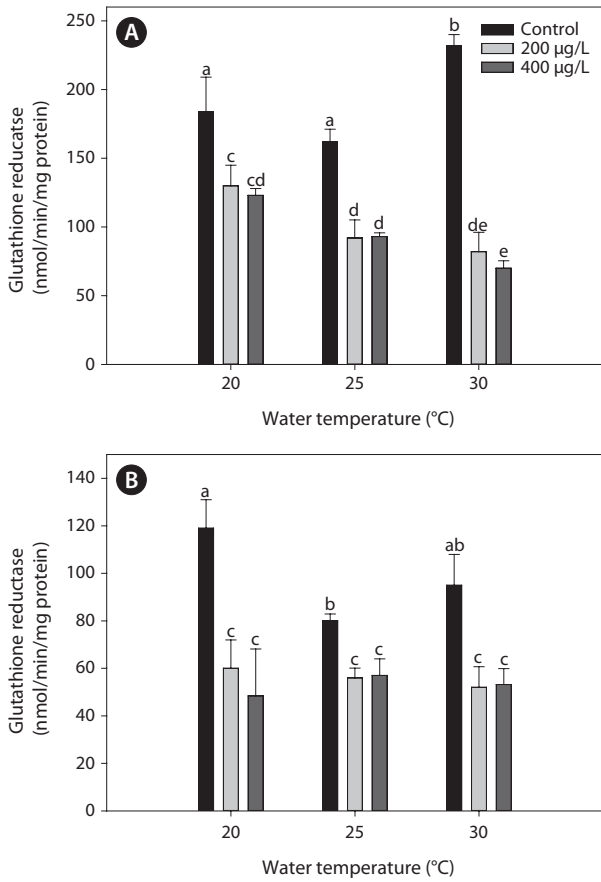 A
Control
200 µg/L
400 µg/L
Glutathione reducatse
(nmol/min/mg protein)
250
200
150
100
50
0
a
c
cd
a
d
d
b
de
e
20
25
30
Water temperature (°C)
B
Glutathione reductase
(nmol/min/mg protein)
140
120
100
80
60
40
20
0
a
c
c
b
c
c
ab
c
c
20
25
30
Water temperature (°C)